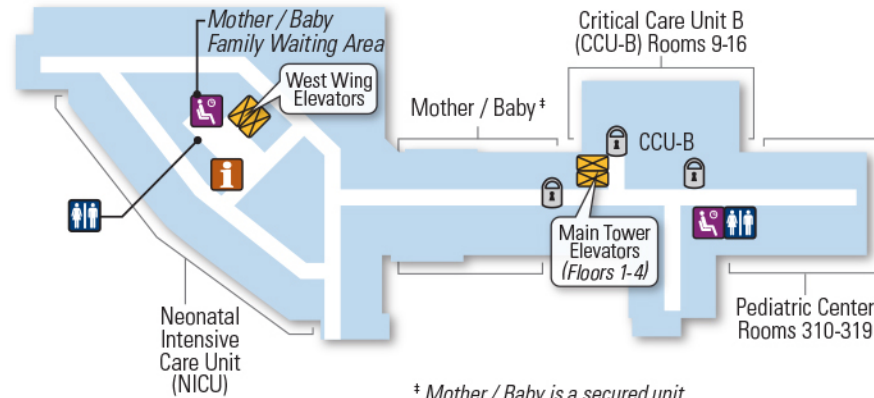 Mother / Baby
Family Waiting Area
West Wing
Elevators
Mother / Baby ‡
Critical Care Unit B
(CCU-B) Rooms 9-16
CCU-B
i
Main Tower
Elevators
(Floors 1-4)
Pediatric Center
Rooms 310-319
Neonatal
Intensive
Care Unit
(NICU)
‡ Mother / Baby is a secured unit